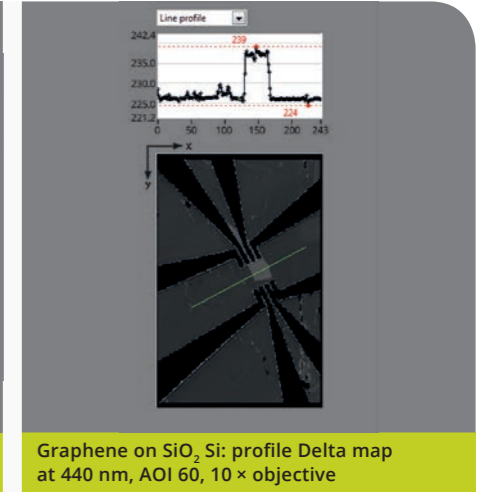 Line profile
242.4
239
235.0
230.0
225.0
221.2
224
0 50 100 150 200 243
x
y
Graphene on SiO₂ Si: profile Delta map
at 440 nm, AOI 60, 10 × objective